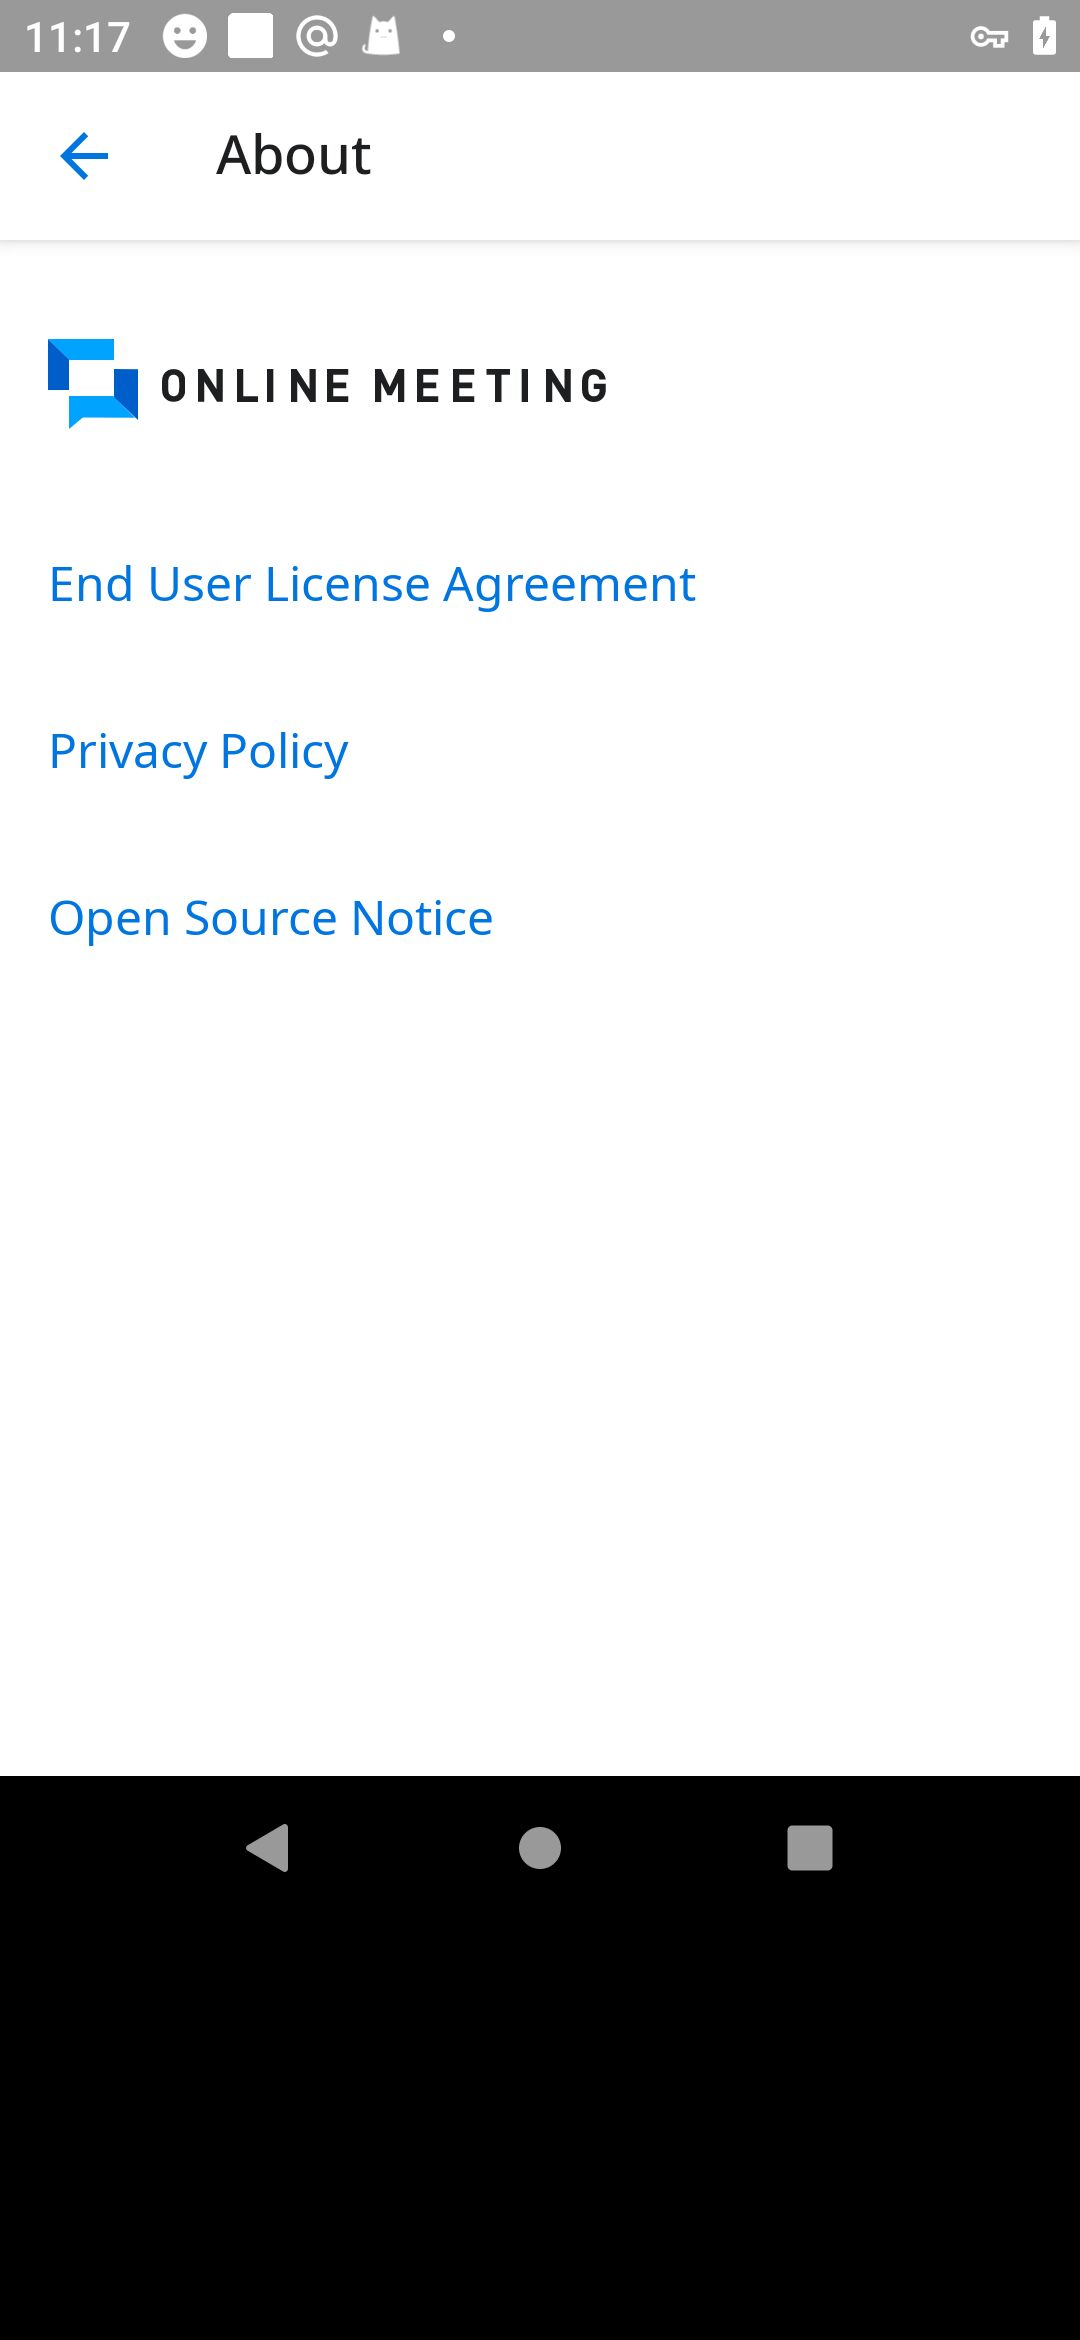 11:17
About
ONLINE MEETING
End User License Agreement
Privacy Policy
Open Source Notice